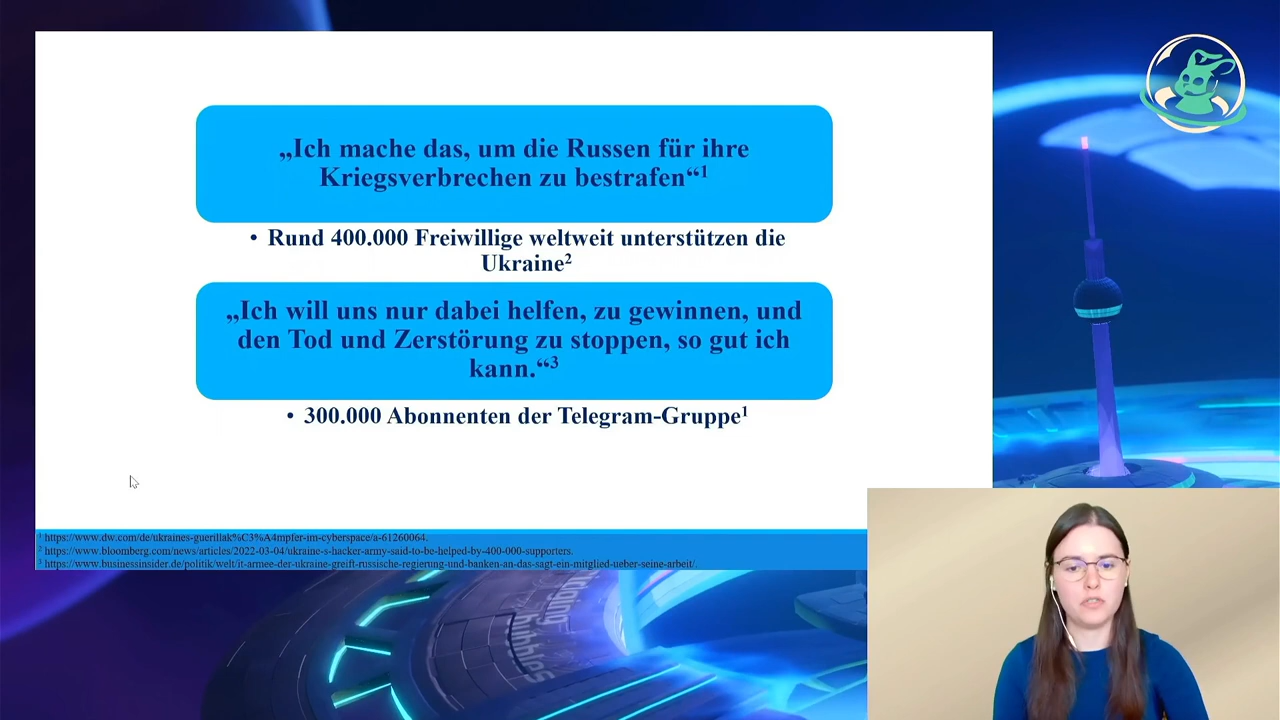 „Ich mache das, um die Russen für ihre
Kriegsverbrechen zu bestrafen“¹
• Rund 400.000 Freiwillige weltweit unterstützen die
Ukraine²
„Ich will uns nur dabei helfen, zu gewinnen, und
den Tod und Zerstörung zu stoppen, so gut ich
kann.“³
• 300.000 Abonnenten der Telegram-Gruppe¹
¹ https://www.dw.com/de/ukraines-guerillak%C3%A4mpfer-im-cyberspace/a-61260064.
² https://www.bloomberg.com/news/articles/2022-03-04/ukraine-s-hacker-army-said-to-be-helped-by-400-000-supporters.
³ https://www.businessinsider.de/politik/welt/it-armee-der-ukraine-greift-russische-regierung-und-banken-an-das-sagt-ein-mitglied-ueber-seine-arbeit/.
bubbles